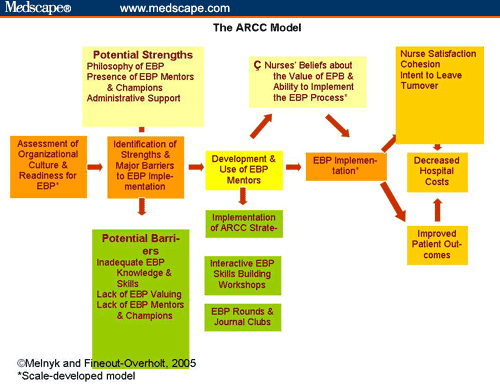 Medscape® www.medscape.com
The ARCC Model
Potential Strengths
Philosophy of EBP
Presence of EBP Mentors
& Champions
Administrative Support
Ç Nurses' Beliefs about
the Value of EPB &
Ability to Implement
the EBP Process*
Nurse Satisfaction
Cohesion
Intent to Leave
Turnover
Assessment of
Organizational
Culture &
Readiness for
EBP*
Identification of
Strengths &
Major Barriers
to EBP Imple-
mentation
Development &
Use of EBP
Mentors
EBP Implemen-
tation*
Decreased
Hospital
Costs
Potential Barri-
ers
Inadequate EBP
Knowledge &
Skills
Lack of EBP Valuing
Lack of EBP Mentors
& Champions
Implementation
of ARCC Strate-
Interactive EBP
Skills Building
Workshops
EBP Rounds &
Journal Clubs
Improved
Patient Out-
comes
©Melnyk and Fineout-Overholt, 2005
*Scale-developed model